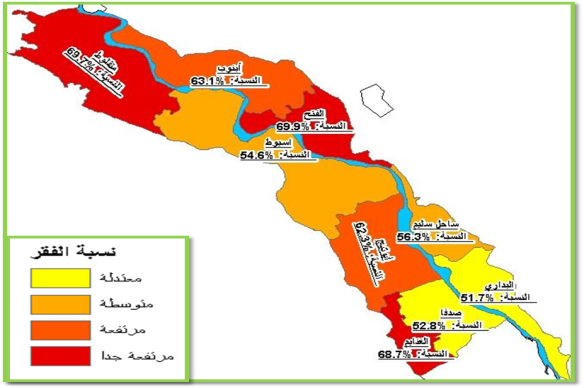 منفلوط
النسبة: 69.7%
أبنوب
النسبة: 63.1%
الفتح
النسبة: 69.9%
اسيوط
النسبة: 54.6%
ساحل سليم
النسبة: 56.3%
ابوتيج
النسبة: 62.3%
البداري
النسبة: 51.7%
صدفا
النسبة: 52.8%
الغنايم
النسبة: 68.7%
نسبة الفقر
معتدلة
متوسطة
مرتفعة
مرتفعة جدا